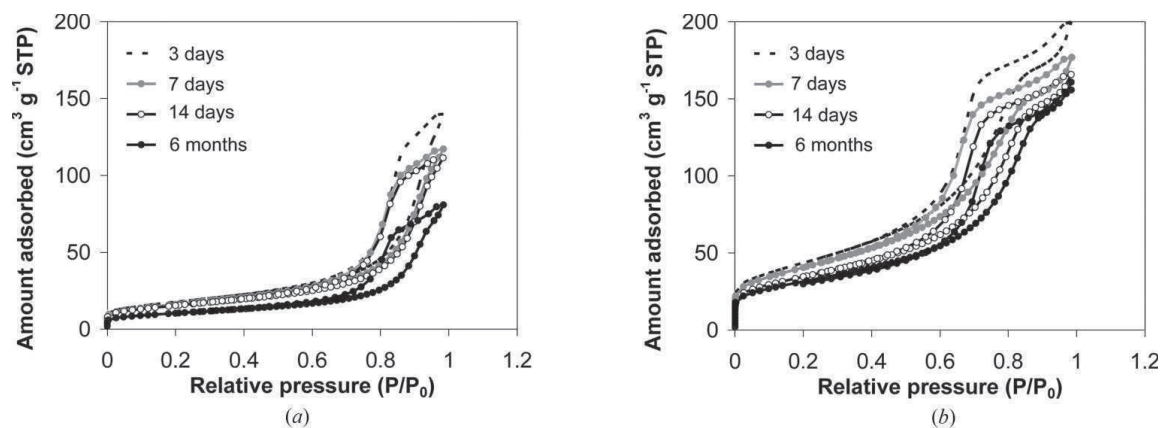 200
150
100
50
0
Amount adsorbed (cm³ g⁻¹ STP)
3 days
7 days
14 days
6 months
0 0.2 0.4 0.6 0.8 1 1.2
Relative pressure (P/P₀)
(a)
200
150
100
50
0
Amount adsorbed (cm³ g⁻¹ STP)
3 days
7 days
14 days
6 months
0 0.2 0.4 0.6 0.8 1 1.2
Relative pressure (P/P₀)
(b)